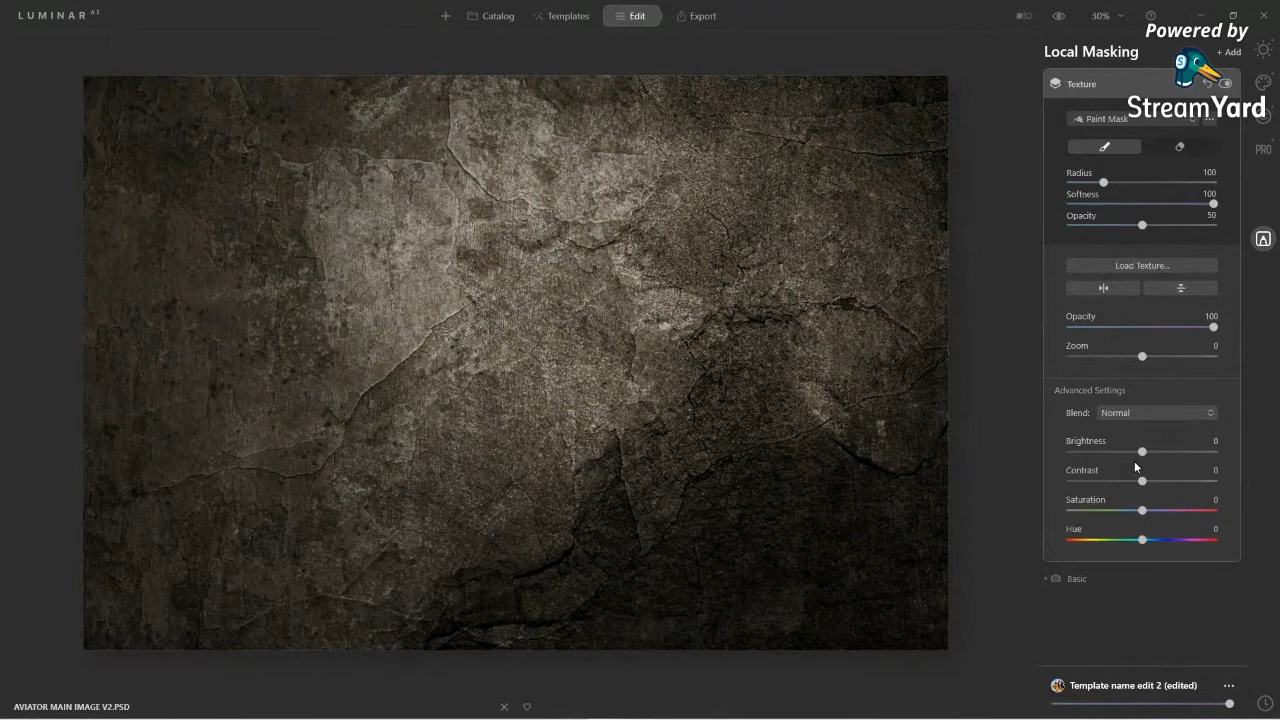 LUMINAR AI
Catalog
Templates
Edit
Export
30%
Powered by
StreamYard
Local Masking
+ Add
Texture
Paint Mask
Radius 100
Softness 100
Opacity 50
Load Texture...
Opacity 100
Zoom 0
Advanced Settings
Blend: Normal
Brightness 0
Contrast 0
Saturation 0
Hue 0
Basic
PRO
Template name edit 2 (edited)
AVIATOR MAIN IMAGE V2.PSD